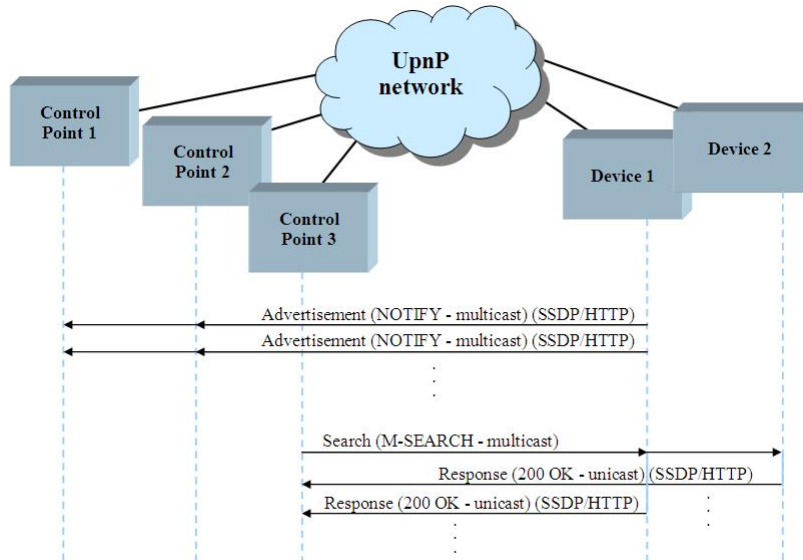 UpnP
network
Control
Point 1
Control
Point 2
Control
Point 3
Device 1
Device 2
Advertisement (NOTIFY - multicast) (SSDP/HTTP)
Advertisement (NOTIFY - multicast) (SSDP/HTTP)
Search (M-SEARCH - multicast)
Response (200 OK - unicast) (SSDP/HTTP)
Response (200 OK - unicast) (SSDP/HTTP)